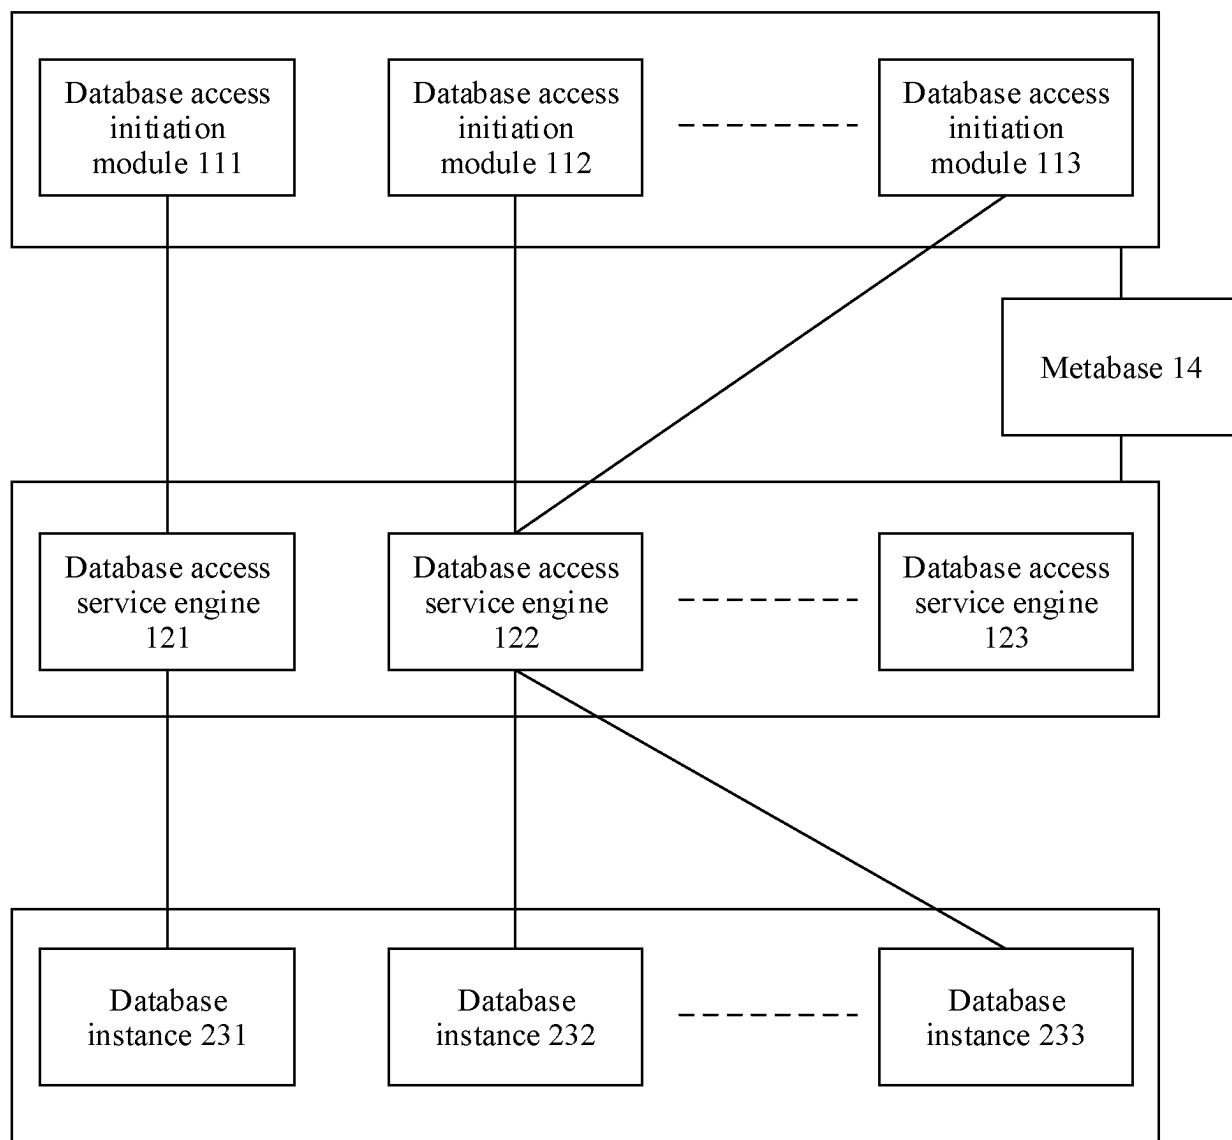 Database access
initiation
module 111
Database access
initiation
module 112
Database access
initiation
module 113
Metabase 14
Database access
service engine
121
Database access
service engine
122
Database access
service engine
123
Database
instance 231
Database
instance 232
Database
instance 233